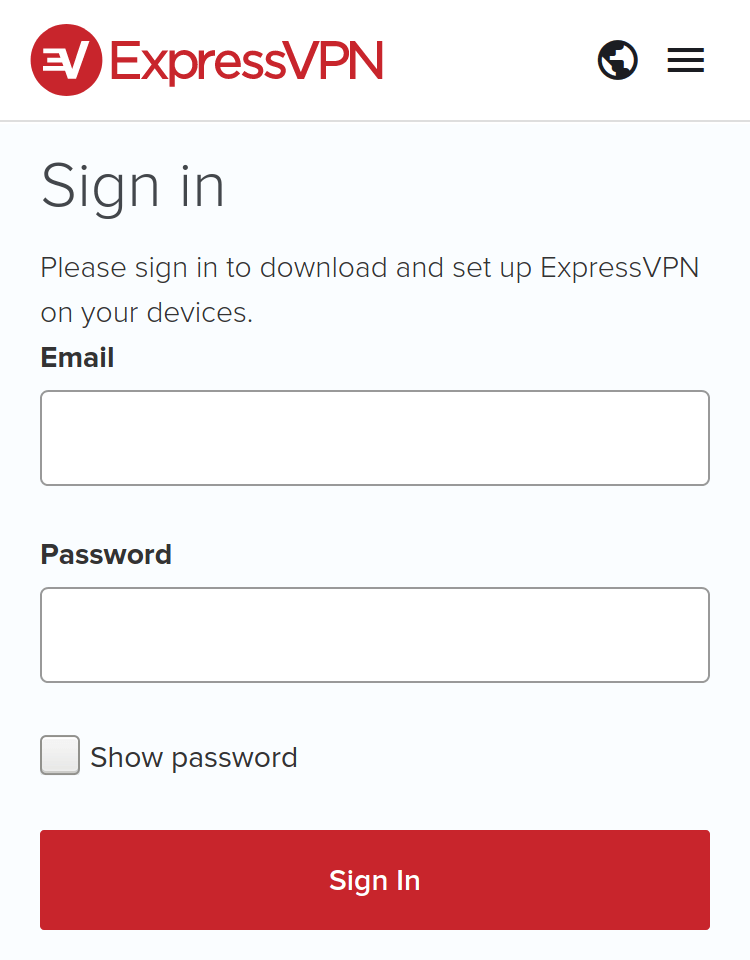 ExpressVPN
Sign in
Please sign in to download and set up ExpressVPN
on your devices.
Email
Password
Show password
Sign In